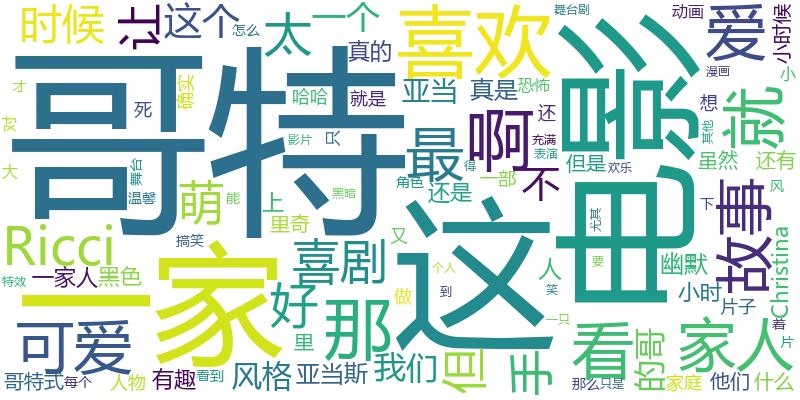 时候
让
这个
太
一个
怎么
喜欢
舞台剧
动画
爱
小时候
真的
漫画
小
哥特
电影
才
对
大
死
确实
哈哈
就是
亚当
真是
恐怖
还
想
就
其他
影片
只
最
啊
充满
表演
但是
虽然
还有
舞台
温馨
萌
能
黑暗
角色
还是
得
一部
不
欢乐
尤其
下
风
故事
上
里奇
搞笑
又
这
Ricci
一家人
黑色
特效
一
家
喜剧
好
里
那
个人
做
到
人
笑
要
幽默
小时
片子
Christina
着
片
可爱
我们
但
手
一只
看
的哥
家人
哥特式
每个
人物
有趣
看到
风格
亚当斯
那么
只是
家庭
他们
什么